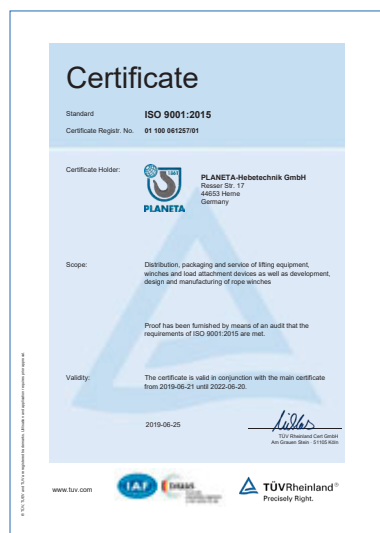 Certificate
Standard ISO 9001:2015
Certificate Registr. No. 01 100 061257/01
Certificate Holder:
PLANETA
PLANETA-Hebetechnik GmbH
Resser Str. 17
44653 Herne
Germany
Scope: Distribution, packaging and service of lifting equipment,
winches and load attachment devices as well as development,
design and manufacturing of rope winches
Proof has been furnished by means of an audit that the
requirements of ISO 9001:2015 are met.
Validity: The certificate is valid in conjunction with the main certificate
from 2019-06-21 until 2022-06-20.
2019-06-25
TÜV Rheinland Cert GmbH
Am Grauen Stein · 51105 Köln
www.tuv.com
IAF
DAkkS
TÜVRheinland®
Precisely Right.